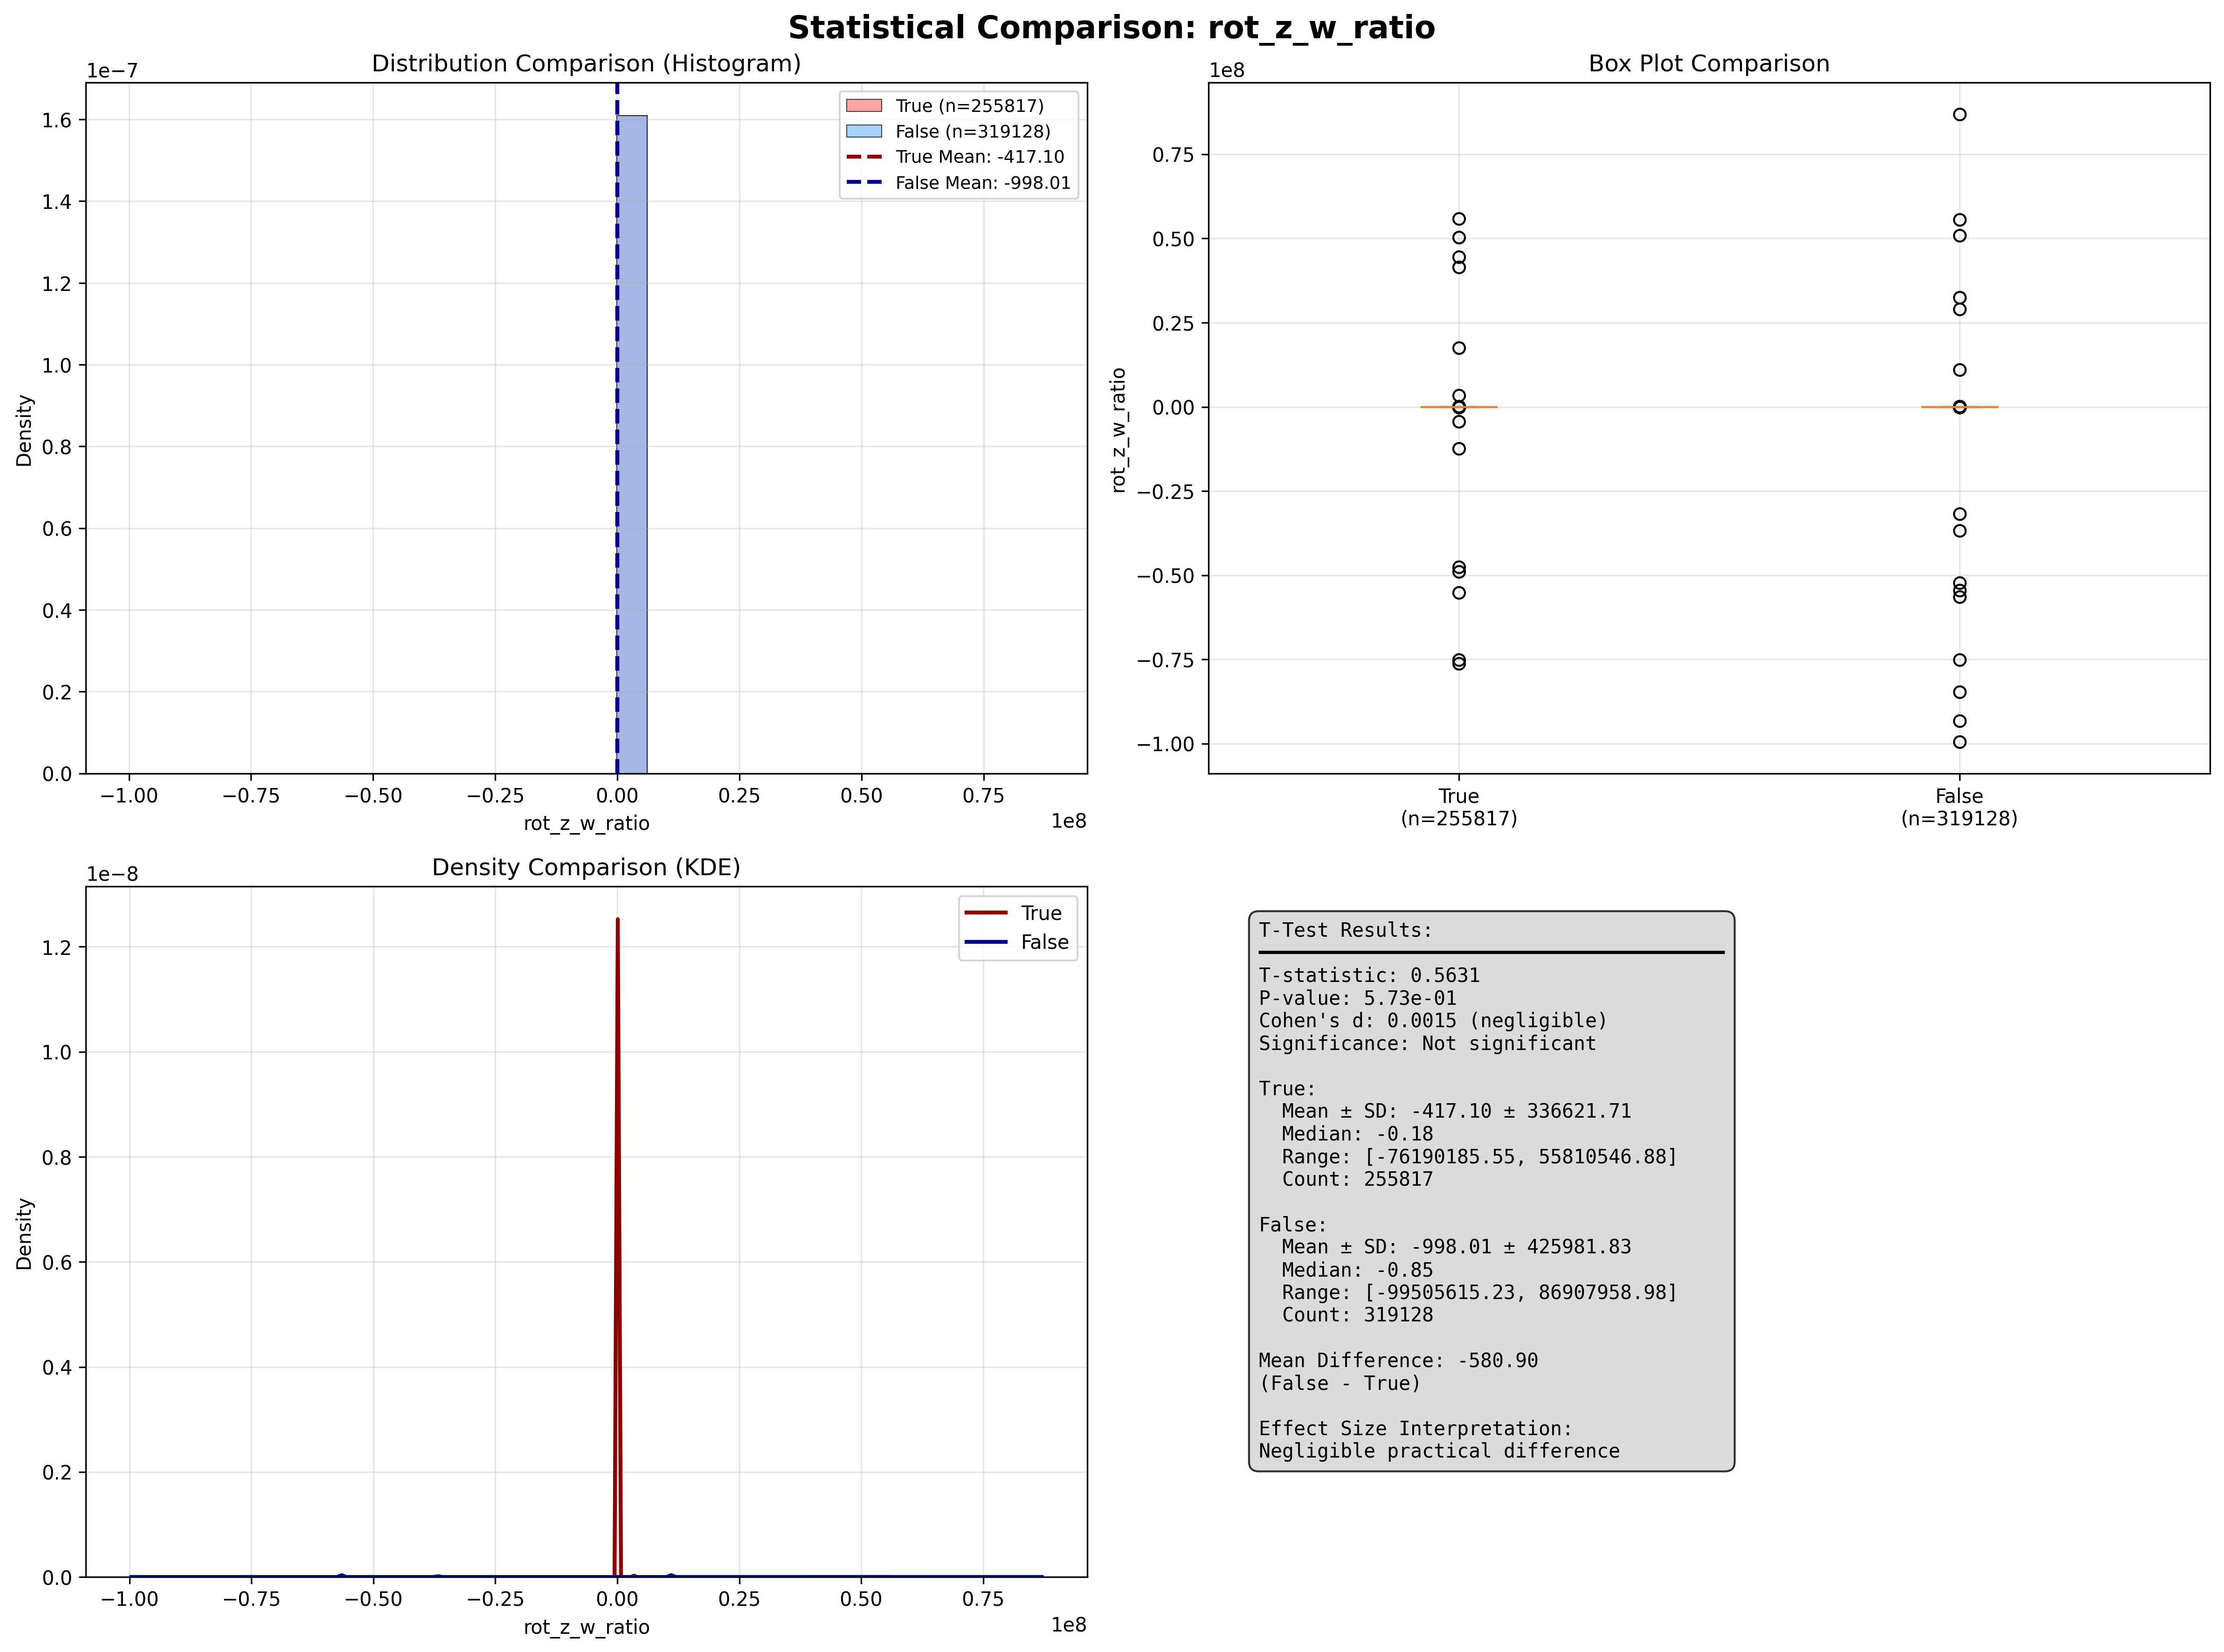 Statistical Comparison: rot_z_w_ratio
Distribution Comparison (Histogram)
1e−7
1.6
1.4
1.2
1.0
0.8
0.6
0.4
0.2
0.0
Density
−1.00 −0.75 −0.50 −0.25 0.00 0.25 0.50 0.75
1e8
rot_z_w_ratio
True (n=255817)
False (n=319128)
True Mean: -417.10
False Mean: -998.01
Box Plot Comparison
1e8
0.75
0.50
0.25
0.00
−0.25
−0.50
−0.75
−1.00
rot_z_w_ratio
True
(n=255817)
False
(n=319128)
Density Comparison (KDE)
1e−8
1.2
1.0
0.8
0.6
0.4
0.2
0.0
Density
−1.00 −0.75 −0.50 −0.25 0.00 0.25 0.50 0.75
1e8
rot_z_w_ratio
True
False
T-Test Results:
T-statistic: 0.5631
P-value: 5.73e-01
Cohen's d: 0.0015 (negligible)
Significance: Not significant
True:
Mean ± SD: -417.10 ± 336621.71
Median: -0.18
Range: [-76190185.55, 55810546.88]
Count: 255817
False:
Mean ± SD: -998.01 ± 425981.83
Median: -0.85
Range: [-99505615.23, 86907958.98]
Count: 319128
Mean Difference: -580.90
(False - True)
Effect Size Interpretation:
Negligible practical difference